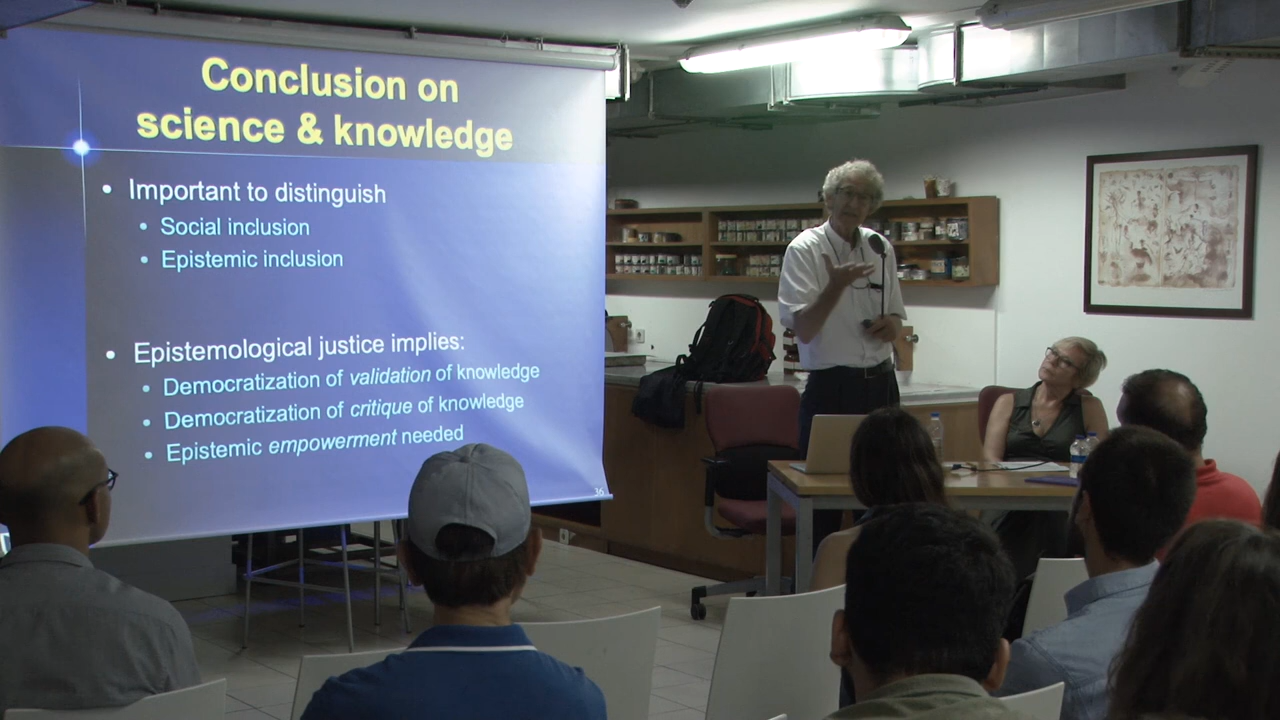 Conclusion on
science & knowledge
• Important to distinguish
• Social inclusion
• Epistemic inclusion
• Epistemological justice implies:
• Democratization of validation of knowledge
• Democratization of critique of knowledge
• Epistemic empowerment needed
36